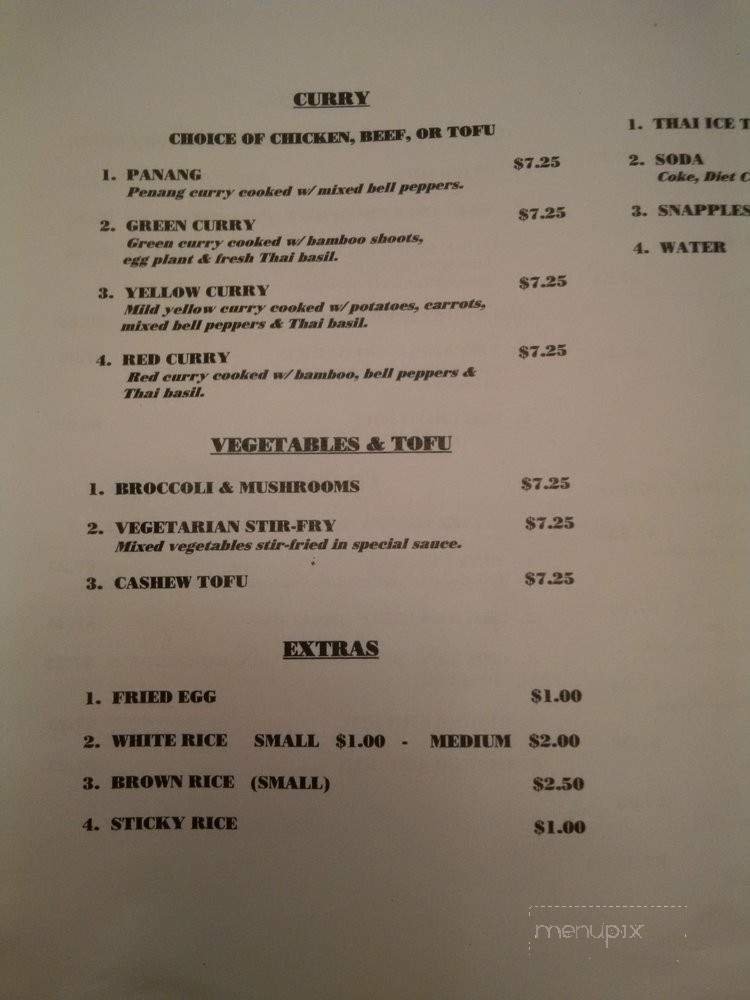 CURRY
CHOICE OF CHICKEN, BEEF, OR TOFU
1. PANANG $7.25
Penang curry cooked w/mixed bell peppers.
2. GREEN CURRY $7.25
Green curry cooked w/bamboo shoots,
egg plant & fresh Thai basil.
3. YELLOW CURRY $7.25
Mild yellow curry cooked w/potatoes, carrots,
mixed bell peppers & Thai basil.
4. RED CURRY $7.25
Red curry cooked w/bamboo, bell peppers &
Thai basil.
VEGETABLES & TOFU
1. BROCCOLI & MUSHROOMS $7.25
2. VEGETARIAN STIR-FRY $7.25
Mixed vegetables stir-fried in special sauce.
3. CASHEW TOFU $7.25
EXTRAS
1. FRIED EGG $1.00
2. WHITE RICE SMALL $1.00 - MEDIUM $2.00
3. BROWN RICE (SMALL) $2.50
4. STICKY RICE $1.00
1. THAI ICE T
2. SODA
Coke, Diet C
3. SNAPPLES
4. WATER
menupix